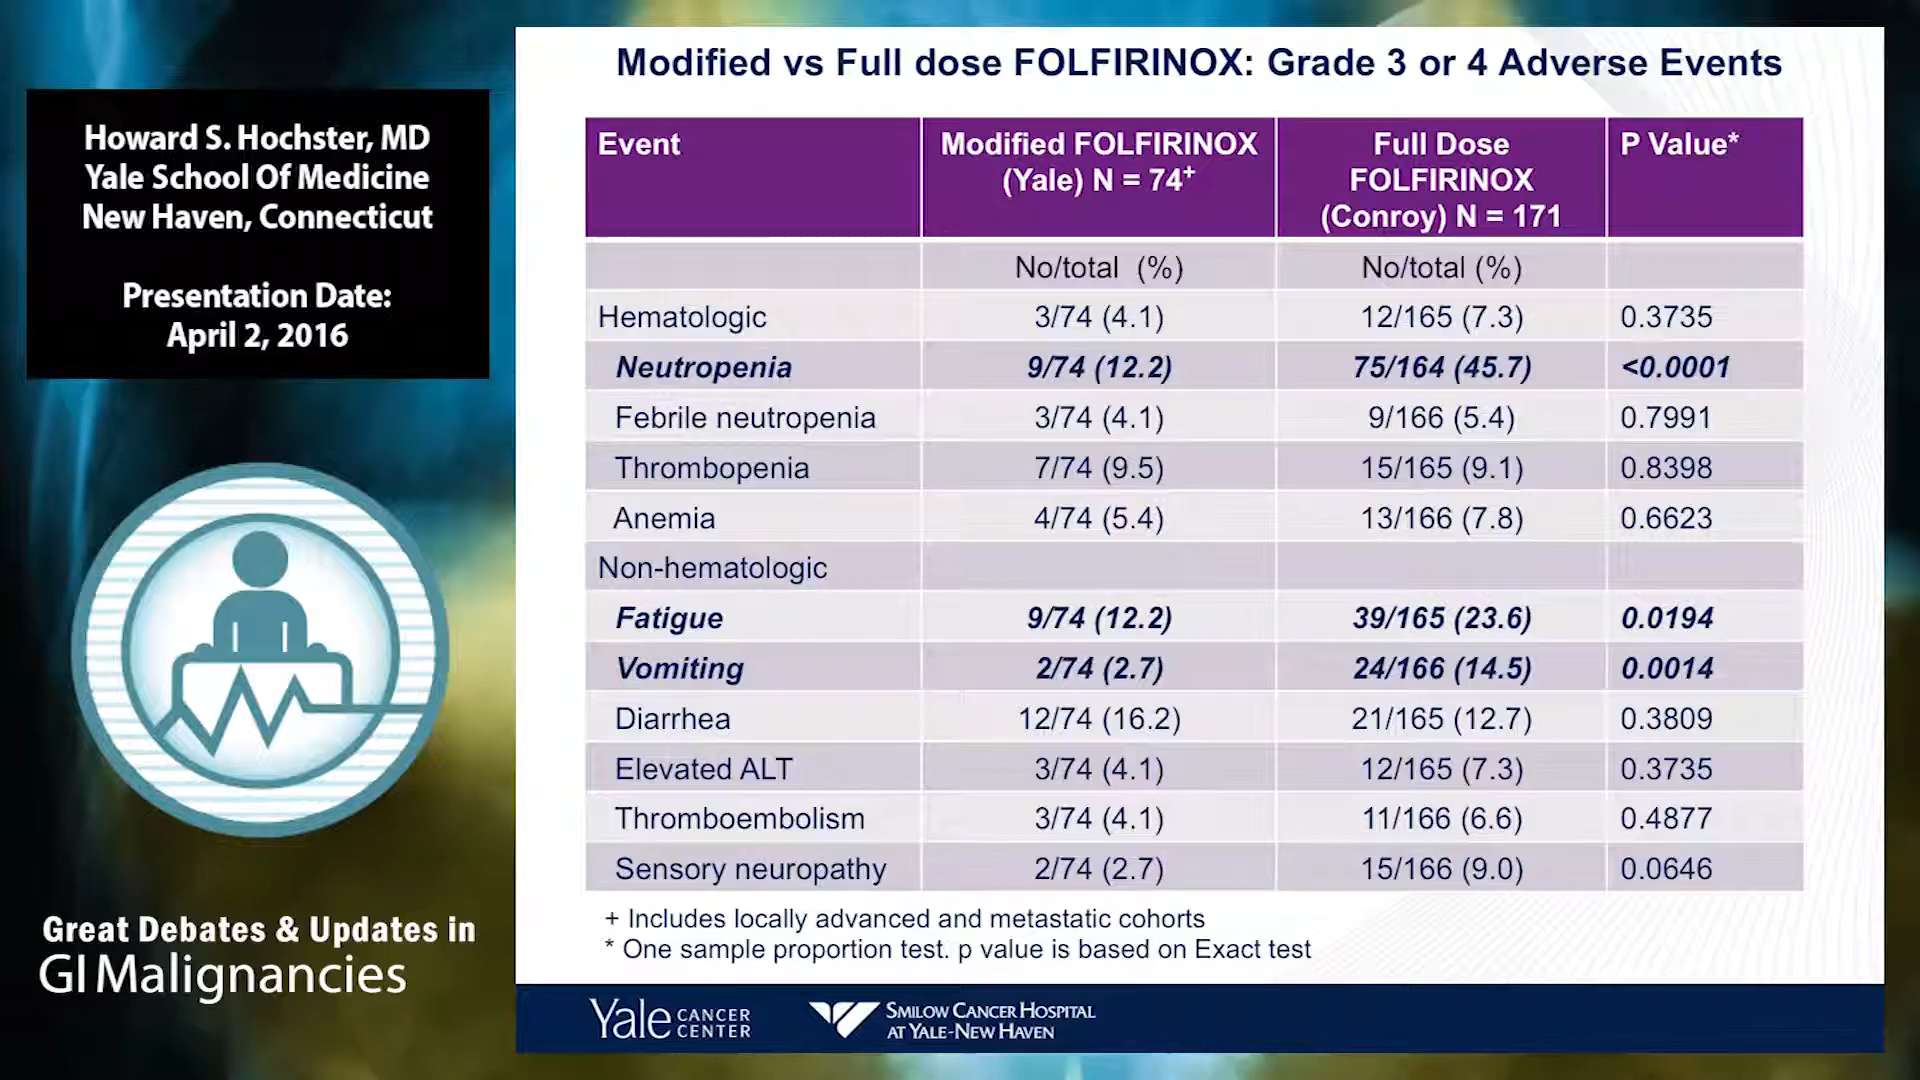 Howard S. Hochster, MD
Yale School Of Medicine
New Haven, Connecticut
Presentation Date:
April 2, 2016
Great Debates & Updates in
GI Malignancies
Modified vs Full dose FOLFIRINOX: Grade 3 or 4 Adverse Events
Event Modified FOLFIRINOX (Yale) N = 74+ Full Dose FOLFIRINOX (Conroy) N = 171 P Value*
No/total (%) No/total (%)
Hematologic 3/74 (4.1) 12/165 (7.3) 0.3735
Neutropenia 9/74 (12.2) 75/164 (45.7) <0.0001
Febrile neutropenia 3/74 (4.1) 9/166 (5.4) 0.7991
Thrombopenia 7/74 (9.5) 15/165 (9.1) 0.8398
Anemia 4/74 (5.4) 13/166 (7.8) 0.6623
Non-hematologic
Fatigue 9/74 (12.2) 39/165 (23.6) 0.0194
Vomiting 2/74 (2.7) 24/166 (14.5) 0.0014
Diarrhea 12/74 (16.2) 21/165 (12.7) 0.3809
Elevated ALT 3/74 (4.1) 12/165 (7.3) 0.3735
Thromboembolism 3/74 (4.1) 11/166 (6.6) 0.4877
Sensory neuropathy 2/74 (2.7) 15/166 (9.0) 0.0646
+ Includes locally advanced and metastatic cohorts
* One sample proportion test. p value is based on Exact test
Yale CANCER CENTER
SMILOW CANCER HOSPITAL
AT YALE-NEW HAVEN